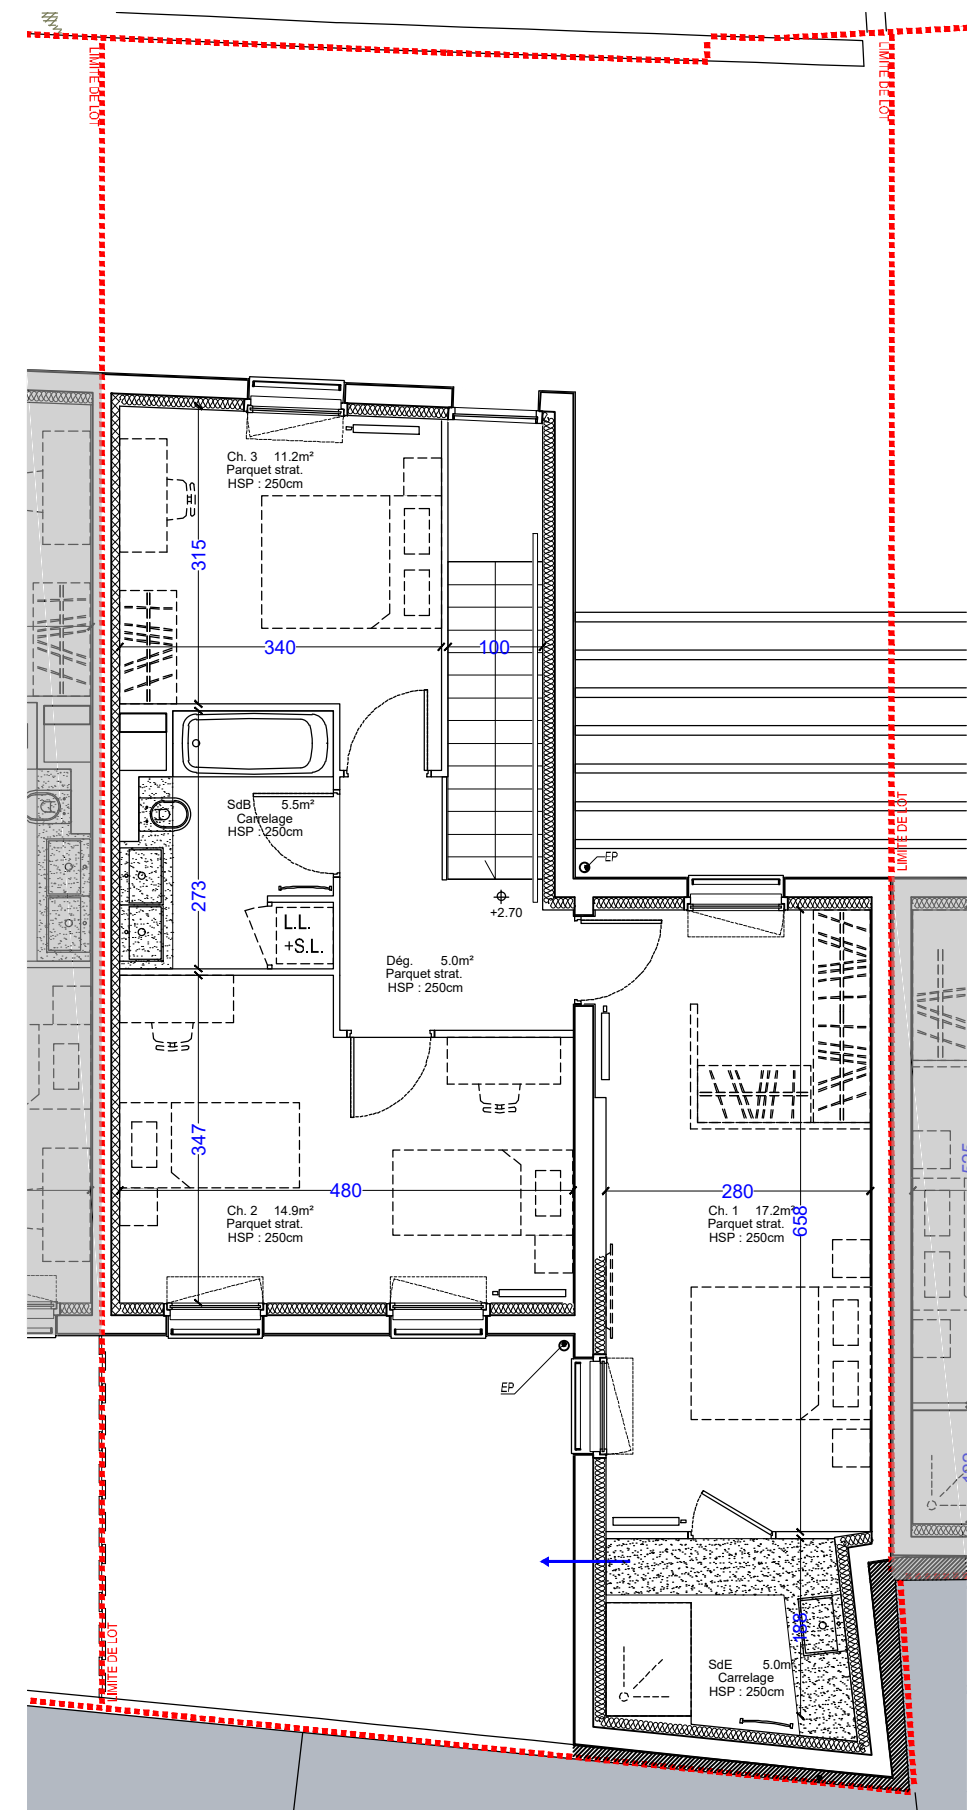 LIMITE DE LOT
LIMITE DE LOT
Ch. 3 11.2m²
Parquet strat.
HSP : 250cm
315
340
100
SdB 5.5m²
Carrelage
HSP : 250cm
LIMITE DE LOT
EP
273
L.L.
+S.L.
+2.70
Dég. 5.0m²
Parquet strat.
HSP : 250cm
347
480
280
Ch. 2 14.9m²
Parquet strat.
HSP : 250cm
Ch. 1 17.2m²
Parquet strat.
HSP : 250cm
658
EP
188
LIMITE DE LOT
SdE 5.0m²
Carrelage
HSP : 250cm